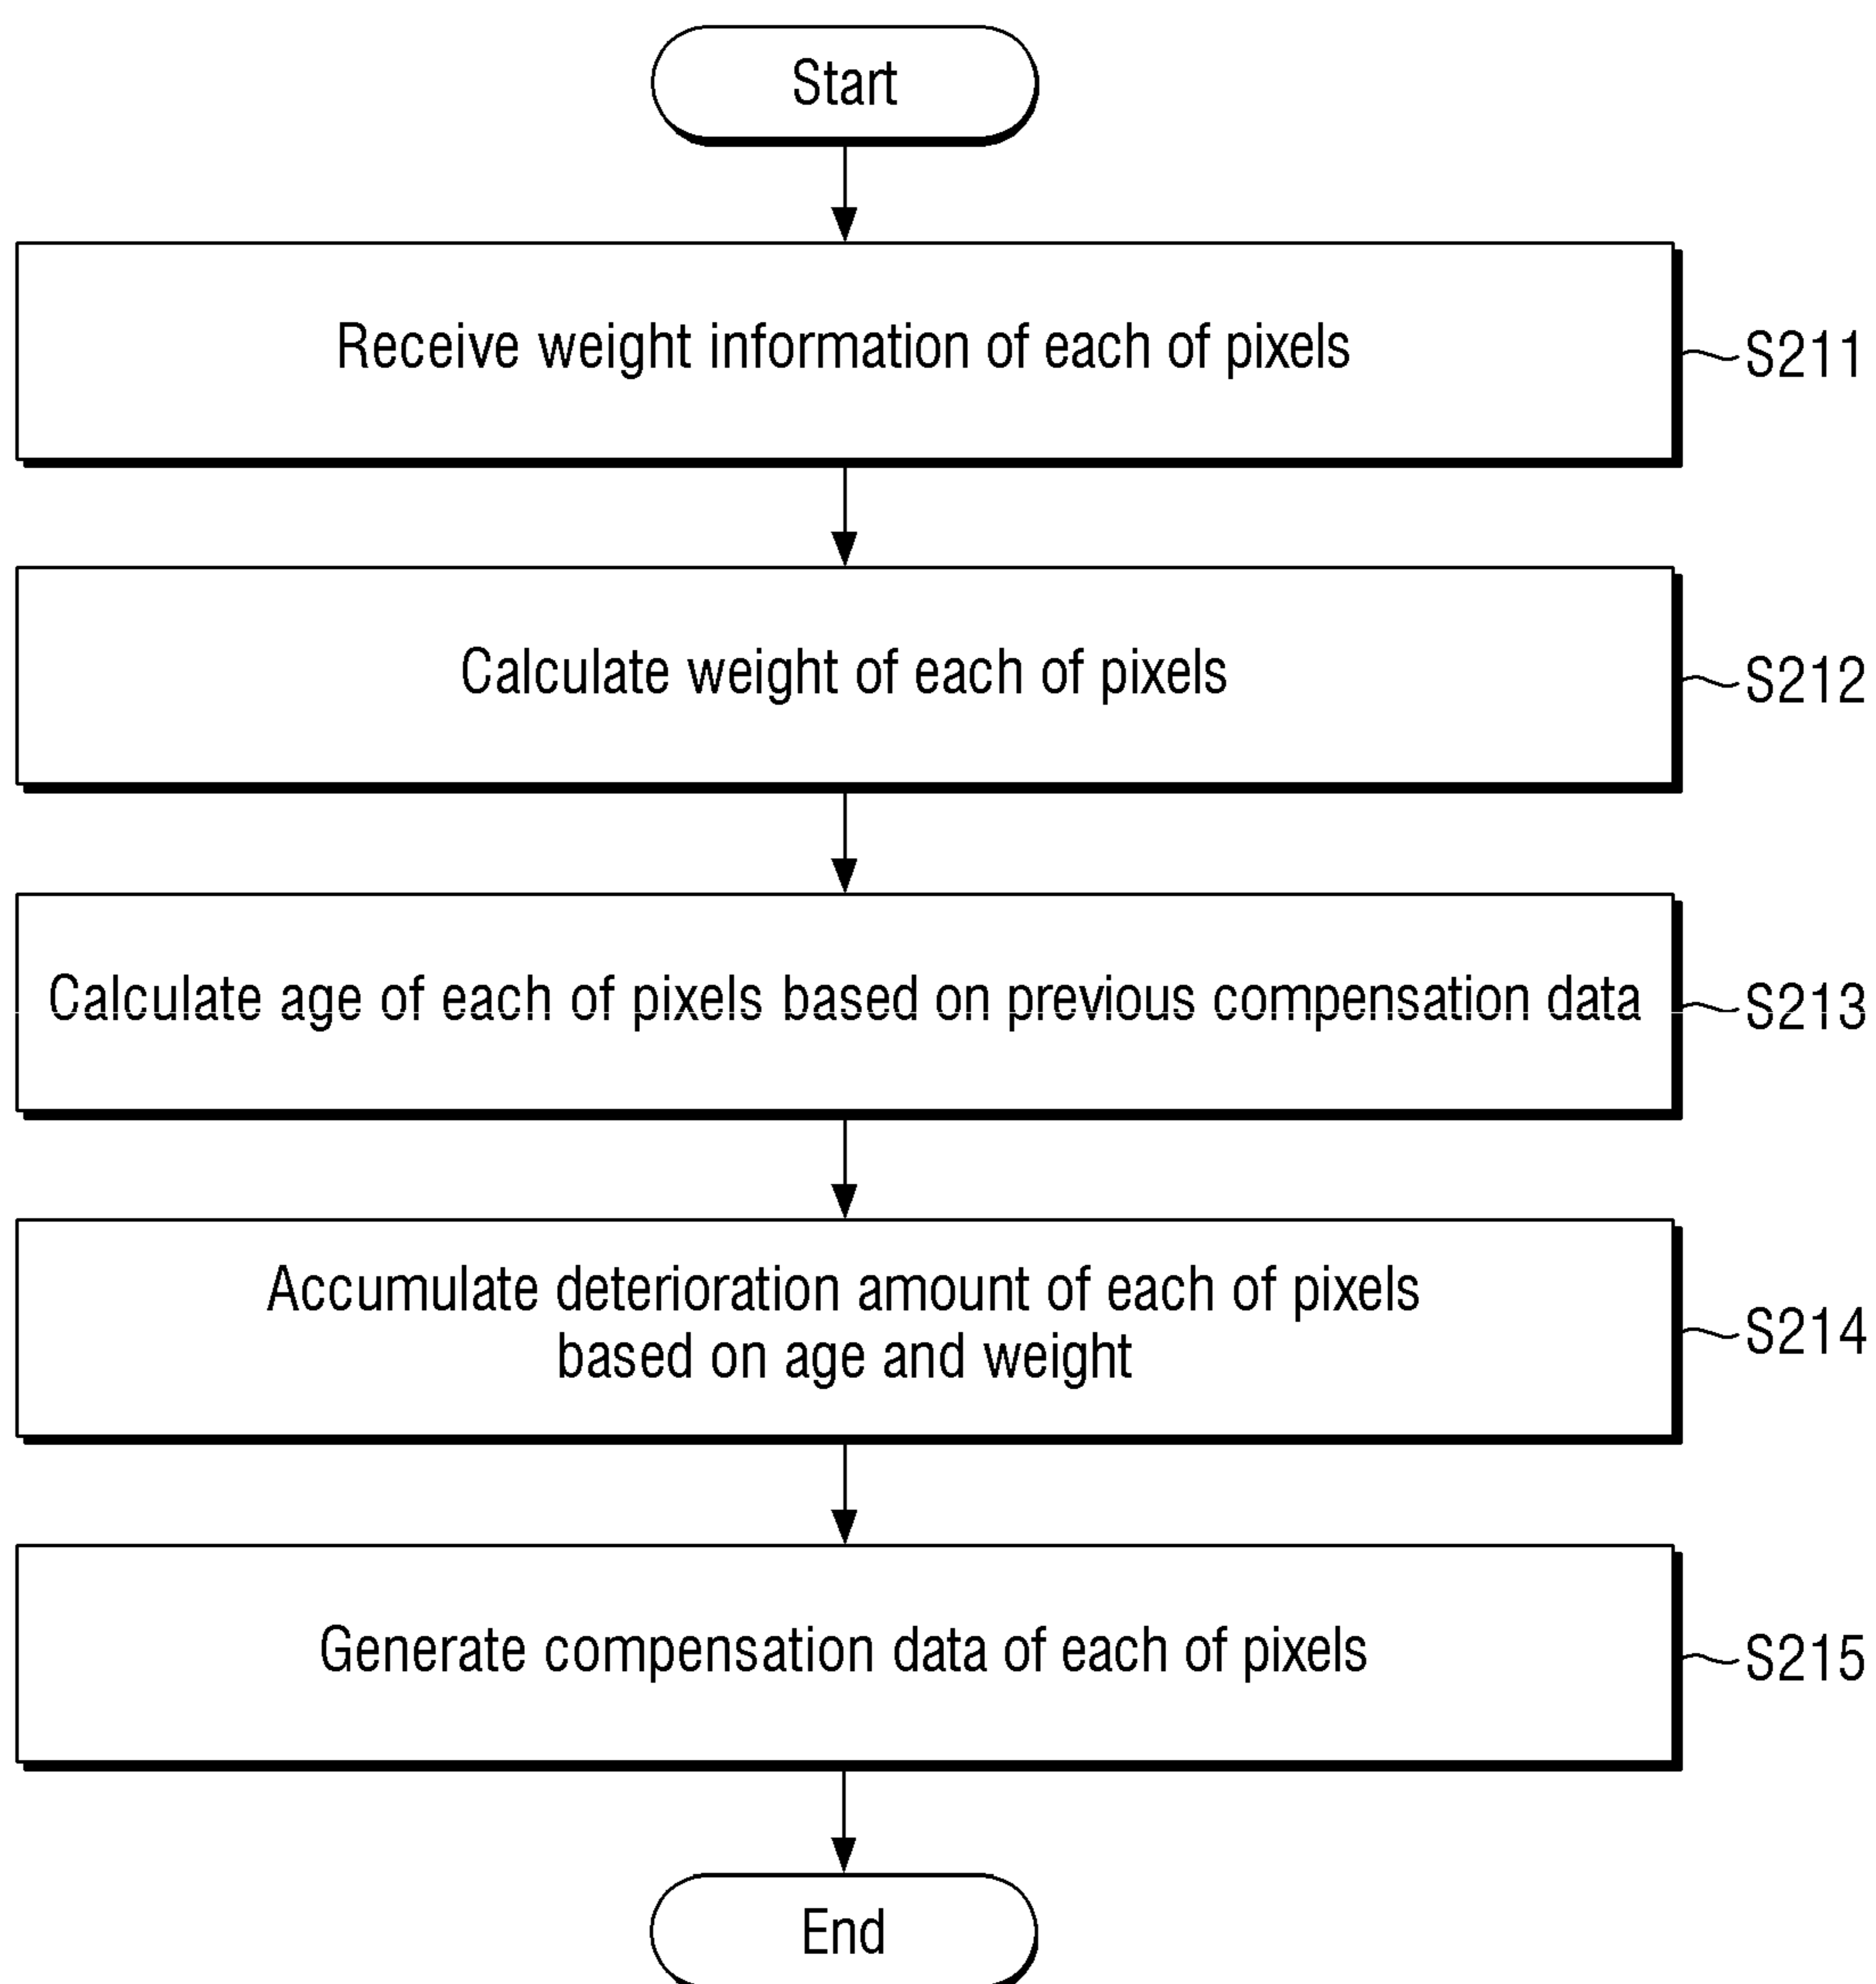 Start
Receive weight information of each of pixels
S211
Calculate weight of each of pixels
S212
Calculate age of each of pixels based on previous compensation data
S213
Accumulate deterioration amount of each of pixels
based on age and weight
S214
Generate compensation data of each of pixels
S215
End